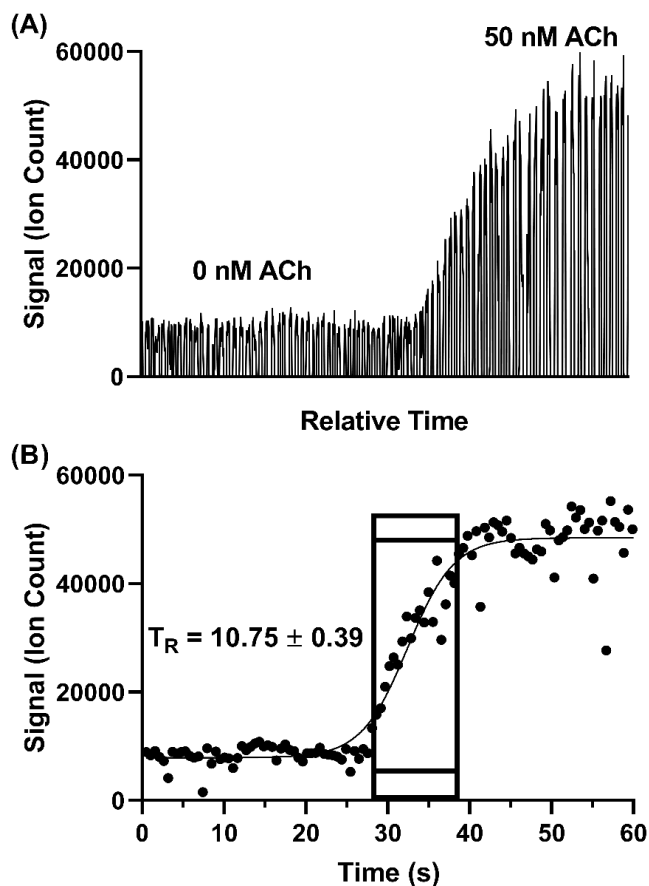 (A)
50 nM ACh
60000
40000
0 nM ACh
20000
0
Signal (Ion Count)
Relative Time
(B)
60000
40000
T_R = 10.75 ± 0.39
20000
0
Signal (Ion Count)
0 10 20 30 40 50 60
Time (s)